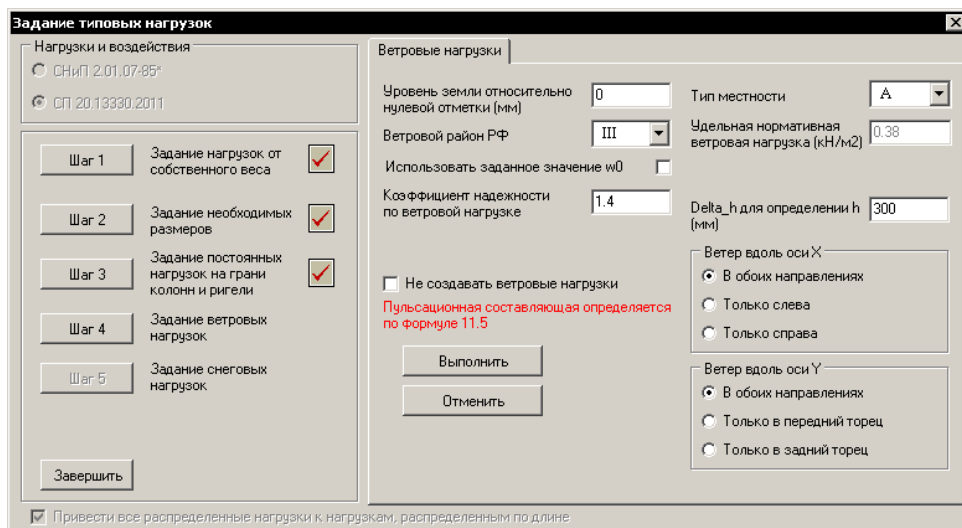 Задание типовых нагрузок
Нагрузки и воздействия
СНиП 2.01.07-85*
СП 20.13330.2011
Шаг 1
Задание нагрузок от
собственного веса
Шаг 2
Задание необходимых
размеров
Шаг 3
Задание постоянных
нагрузок на грани
колонн и ригели
Шаг 4
Задание ветровых
нагрузок
Шаг 5
Задание снеговых
нагрузок
Завершить
Ветровые нагрузки
Уровень земли относительно
нулевой отметки (мм)
0
Ветровой район РФ
III
Использовать заданное значение w0
Коэффициент надежности
по ветровой нагрузке
1.4
Не создавать ветровые нагрузки
Пульсационная составляющая определяется
по формуле 11.5
Выполнить
Отменить
Тип местности
A
Удельная нормативная
ветровая нагрузка (кН/м2)
0.38
Delta_h для определении h
(мм)
300
Ветер вдоль оси X
В обоих направлениях
Только слева
Только справа
Ветер вдоль оси Y
В обоих направлениях
Только в передний торец
Только в задний торец
Привести все распределенные нагрузки к нагрузкам, распределенным по длине